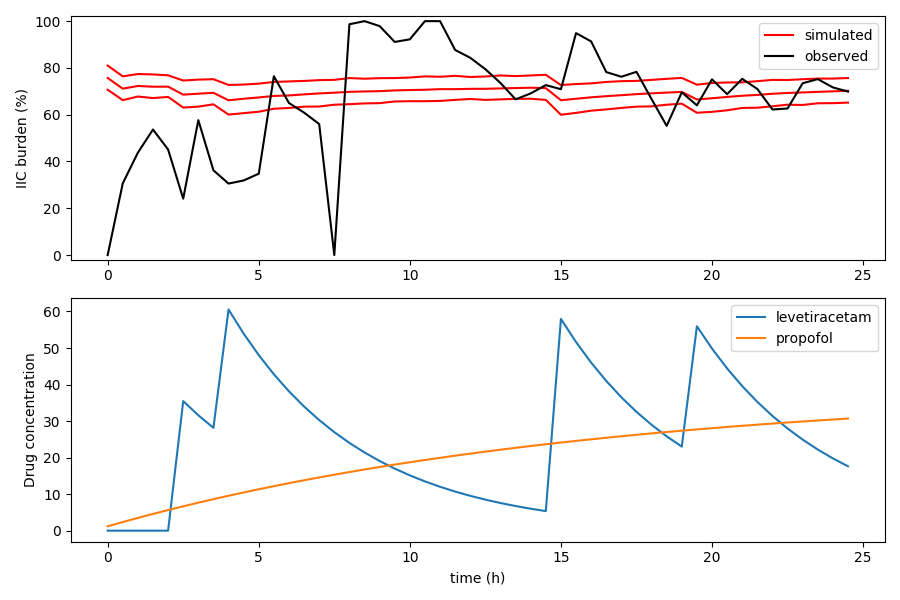 100
80
60
40
20
0
IIC burden (%)
simulated
observed
0 5 10 15 20 25
60
50
40
30
20
10
0
Drug concentration
levetiracetam
propofol
0 5 10 15 20 25
time (h)